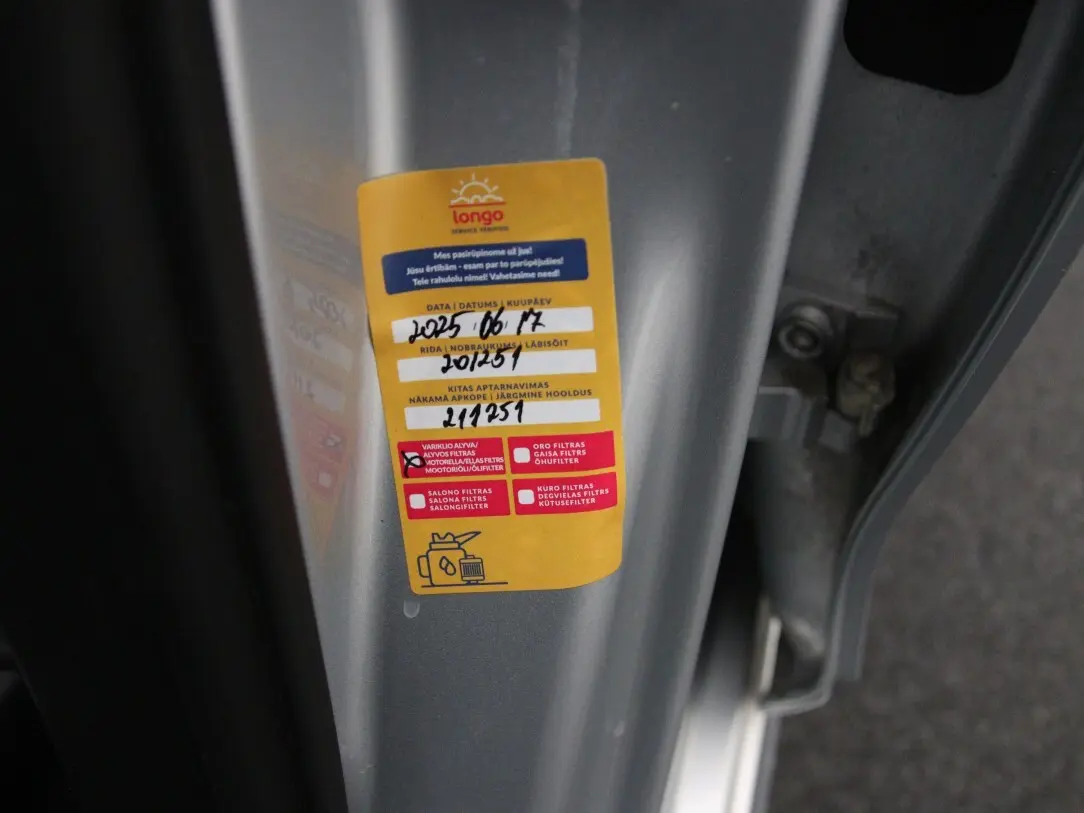 longo
SERVICE VERIFIED
Mes pasirūpinome už jus!
Jūsu ērtībām - esam par to parūpējušies!
Teie rahulolu nimel! Vahetasime need!
DATA | DATUMS | KUUPÄEV
2025.06.17
RIDA | NOBRAUKUMS | LÄBISÕIT
201251
KITAS APTARNAVIMAS
NĀKAMĀ APKOPE | JÄRGMINE HOOLDUS
211251
VARIKLIO ALYVA/
ALYVOS FILTRAS
MOTORELLA/EĻĻAS FILTRS
MOOTORIÕLI/ÕLIFILTER
ORO FILTRAS
GAISA FILTRS
ÕHUFILTER
SALONO FILTRAS
SALONA FILTRS
SALONGIFILTER
KURO FILTRAS
DEGVIELAS FILTRS
KÜTUSEFILTER